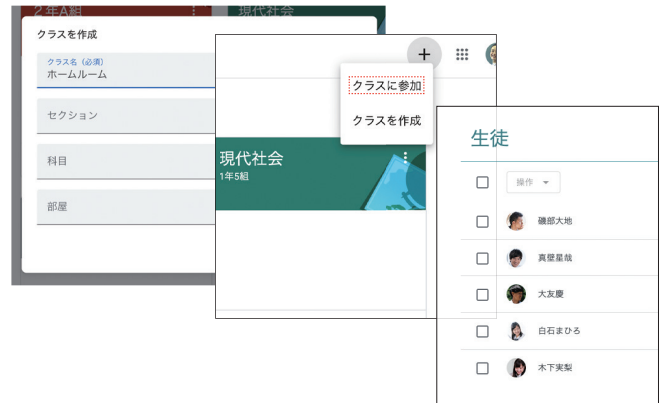 2年A組
現代社会
クラスを作成
クラス名（必須）
ホームルーム
セクション
科目
部屋
クラスに参加
クラスを作成
現代社会
1年5組
生徒
操作
磯部大地
真壁星哉
大友慶
白石まひろ
木下実梨